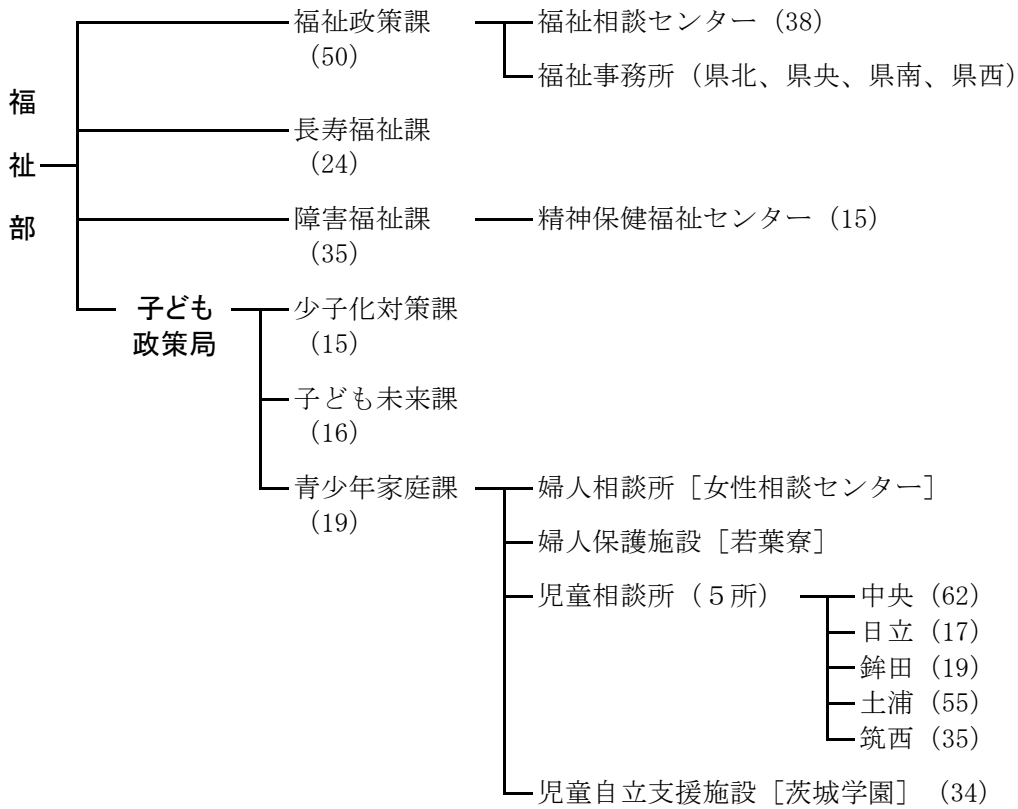 福祉部
福祉政策課
(50)
福祉相談センター (38)
福祉事務所(県北、県央、県南、県西)
長寿福祉課
(24)
障害福祉課
(35)
精神保健福祉センター (15)
子ども
政策局
少子化対策課
(15)
子ども未来課
(16)
青少年家庭課
(19)
婦人相談所[女性相談センター]
婦人保護施設[若葉寮]
児童相談所(5所)
中央 (62)
日立 (17)
鉾田 (19)
土浦 (55)
筑西 (35)
児童自立支援施設[茨城学園] (34)